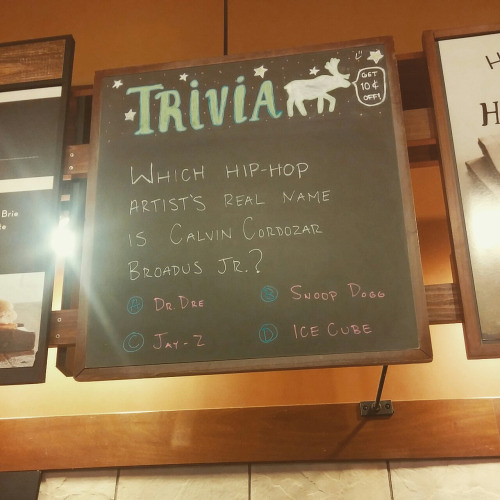 TRIVIA
GET
10¢
OFF!
WHICH HIP-HOP
ARTIST'S REAL NAME
IS CALVIN CORDOZAR
BROADUS JR.?
A DR. DRE
B SNOOP DOGG
C JAY-Z
D ICE CUBE
Brie
H